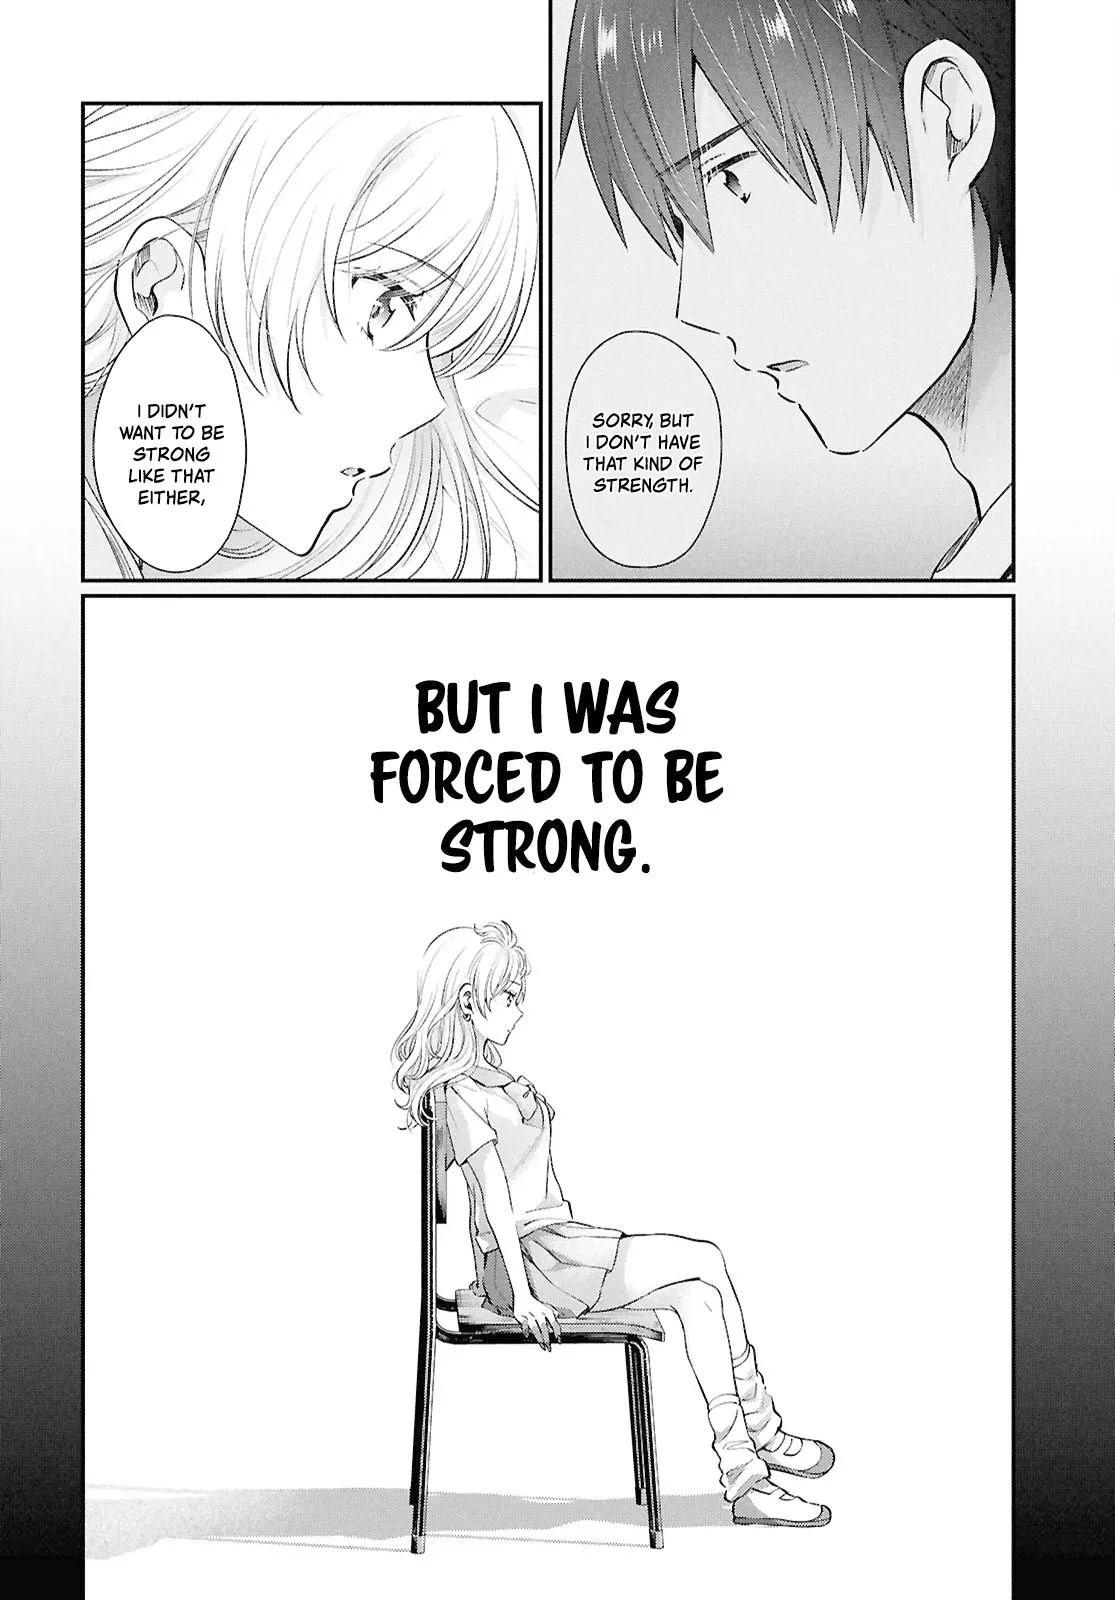 SORRY, BUT
I DON'T HAVE
THAT KIND OF
STRENGTH.
I DIDN'T
WANT TO BE
STRONG
LIKE THAT
EITHER,
BUT I WAS
FORCED TO BE
STRONG.